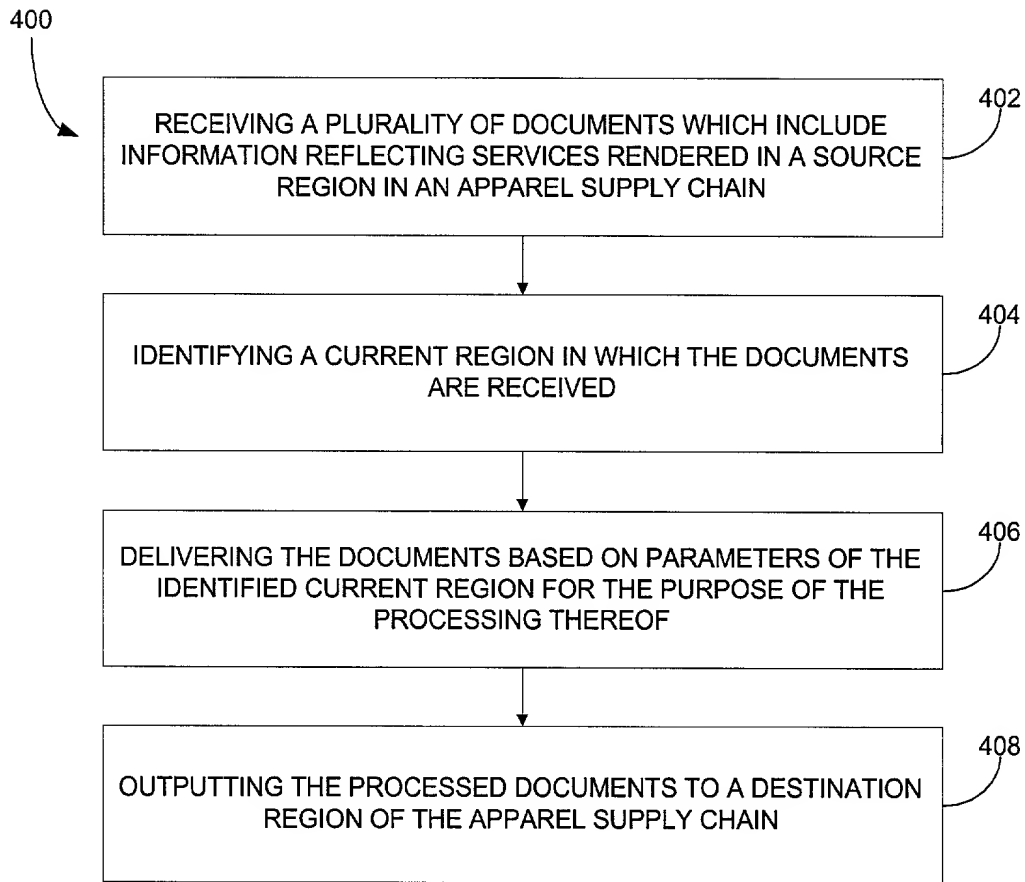 400
402
RECEIVING A PLURALITY OF DOCUMENTS WHICH INCLUDE
INFORMATION REFLECTING SERVICES RENDERED IN A SOURCE
REGION IN AN APPAREL SUPPLY CHAIN
404
IDENTIFYING A CURRENT REGION IN WHICH THE DOCUMENTS
ARE RECEIVED
406
DELIVERING THE DOCUMENTS BASED ON PARAMETERS OF THE
IDENTIFIED CURRENT REGION FOR THE PURPOSE OF THE
PROCESSING THEREOF
408
OUTPUTTING THE PROCESSED DOCUMENTS TO A DESTINATION
REGION OF THE APPAREL SUPPLY CHAIN